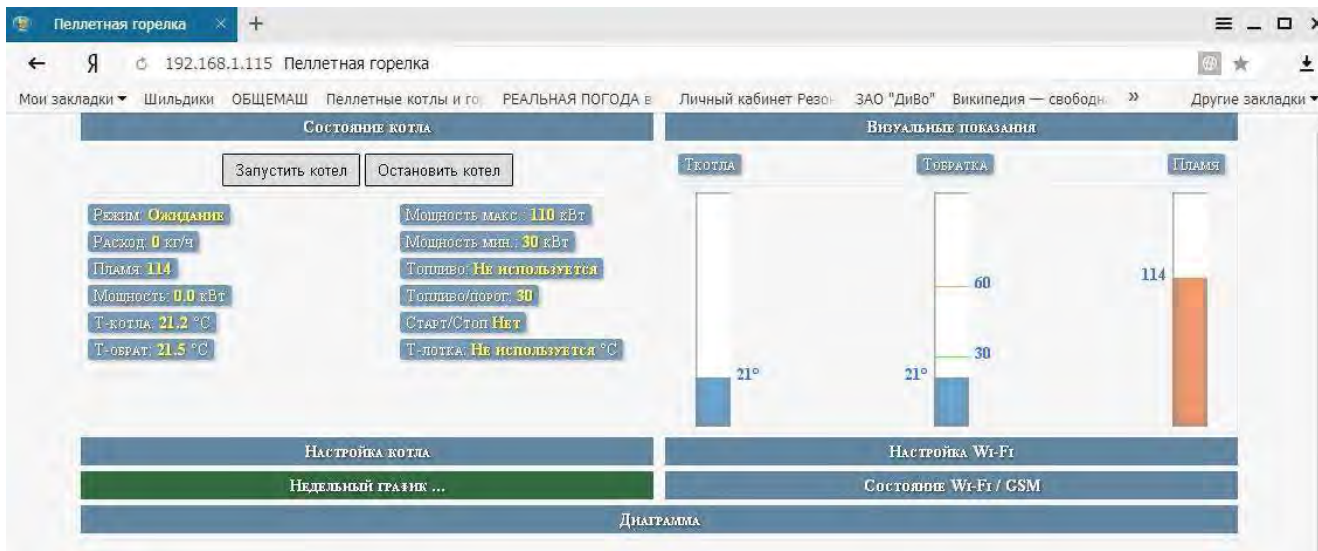 Пеллетная горелка
192.168.1.115 Пеллетная горелка
Мои закладки Шильдики ОБЩЕМАШ Пеллетные котлы и го РЕАЛЬНАЯ ПОГОДА в Личный кабинет Резо ЗАО "ДиВо" Википедия — свободн » Другие закладки
Состояние котла
Запустить котел Остановить котел
Режим: Ожидание
Расход: 0 кг/ч
Пламя: 114
Мощность: 0.0 кВт
Т-котла: 21.2 °C
Т-обрат: 21.5 °C
Мощность макс.: 110 кВт
Мощность мин.: 30 кВт
Топливо: Не используется
Топливо/порог: 30
Старт/Стоп Нет
Т-лотка: Не используется °C
Визуальные показания
Ткотла Тобратка Пламя
60
114
30
21° 21°
Настройка котла Настройка Wi-Fi
Недельный график ... Состояние Wi-Fi / GSM
Диаграмма